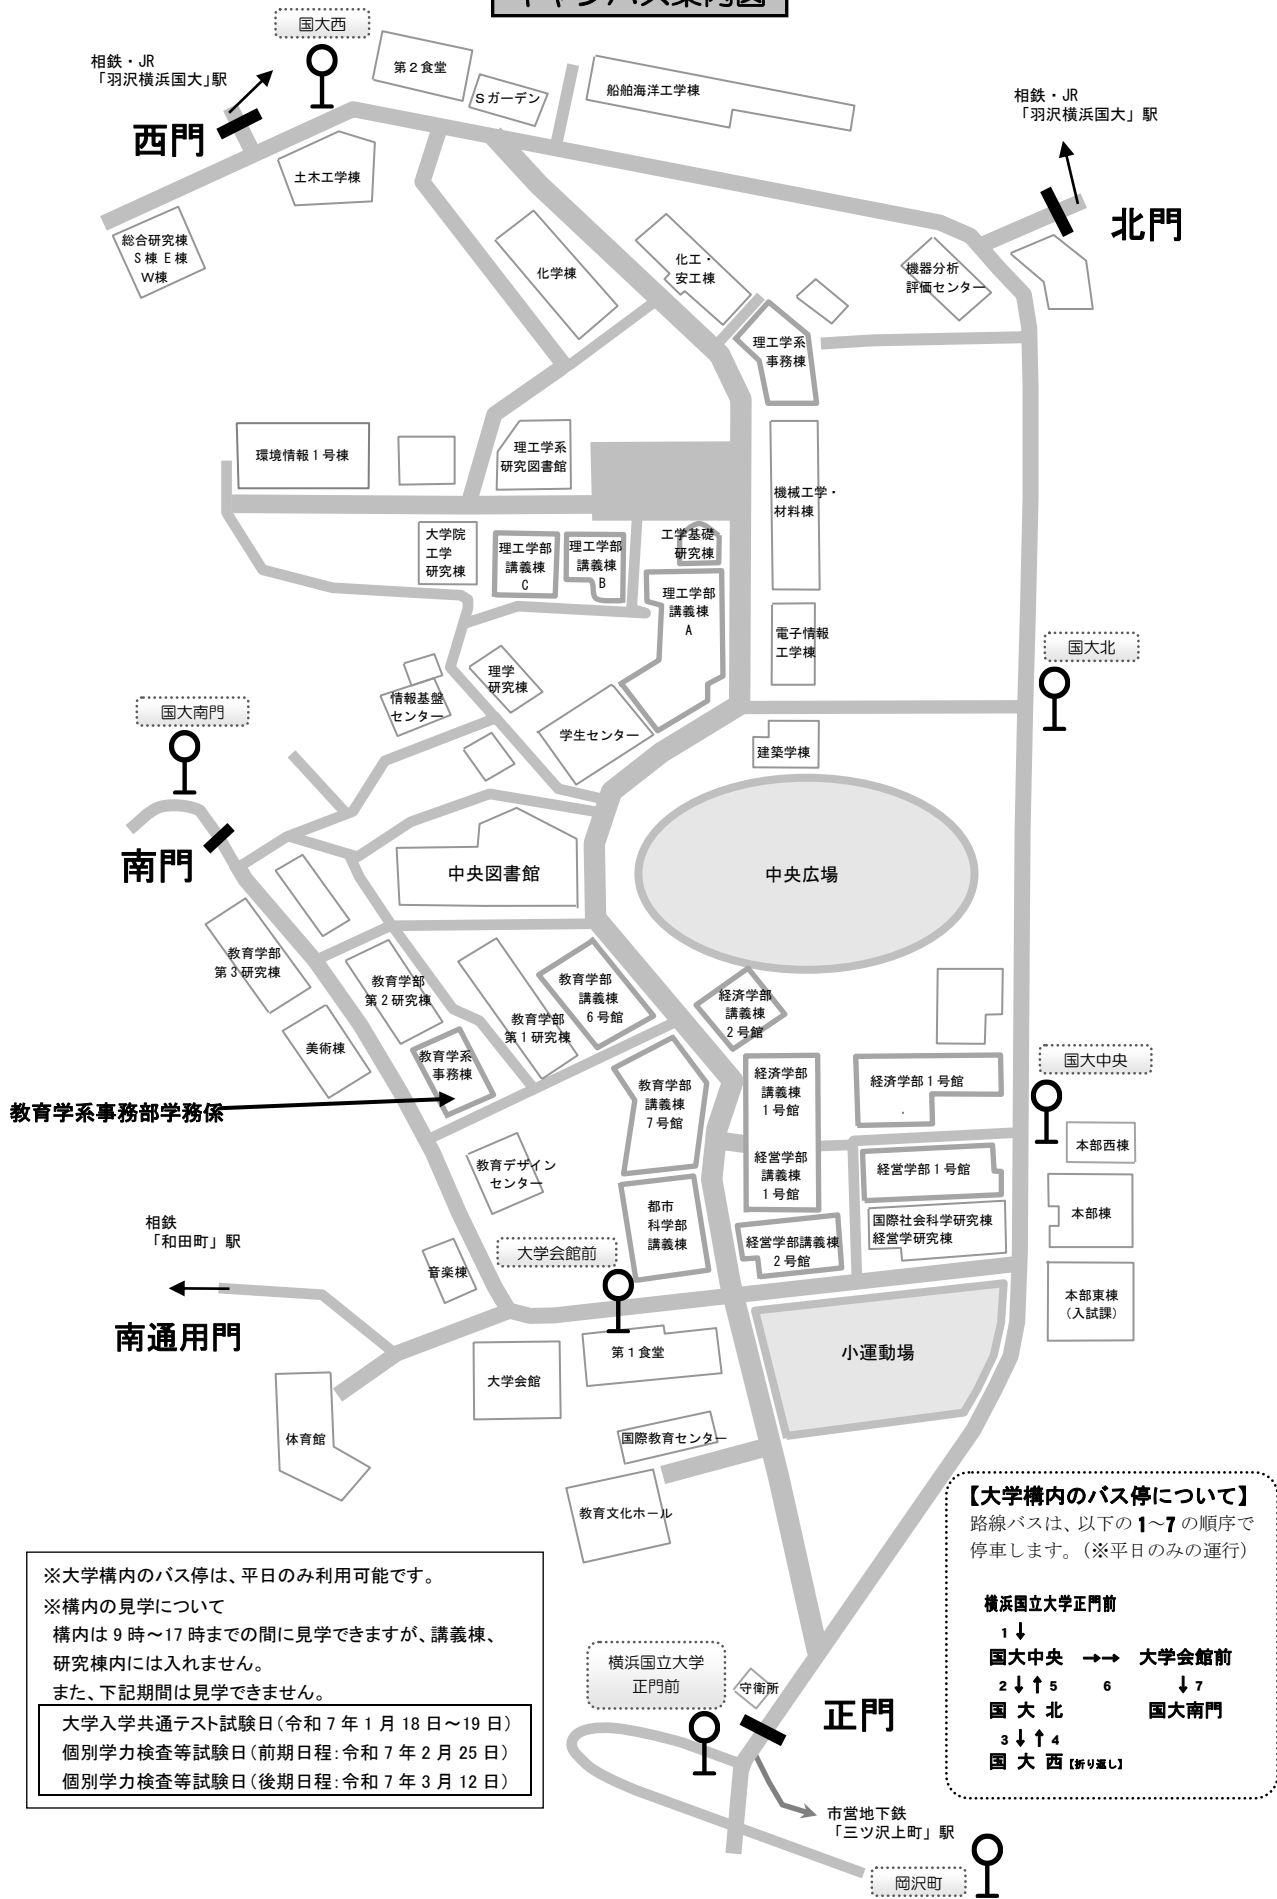 キャンパス案内図
国大西
相鉄・JR
「羽沢横浜国大」駅
西門
第２食堂
Sガーデン
船舶海洋工学棟
相鉄・JR
「羽沢横浜国大」駅
北門
土木工学棟
総合研究棟
S棟E棟
W棟
化学棟
化工・
安工棟
機器分析
評価センター
理工学系
事務棟
環境情報１号棟
理工学系
研究図書館
機械工学・
材料棟
大学院
工学
研究棟
理工学部
講義棟
C
理工学部
講義棟
B
工学基礎
研究棟
理工学部
講義棟
A
電子情報
工学棟
国大北
理学
研究棟
情報基盤
センター
国大南門
学生センター
建築学棟
南門
中央図書館
中央広場
教育学部
第３研究棟
教育学部
第２研究棟
教育学部
第１研究棟
教育学部
講義棟
６号館
経済学部
講義棟
２号館
美術棟
教育学系
事務棟
国大中央
教育学系事務部学務係
教育学部
講義棟
７号館
経済学部
講義棟
１号館
経済学部１号館
本部西棟
教育デザイン
センター
経営学部
講義棟
１号館
経営学部１号館
都市
科学部
講義棟
国際社会科学研究棟
経営学研究棟
本部棟
相鉄
「和田町」駅
大学会館前
経営学部講義棟
２号館
音楽棟
本部東棟
（入試課）
南通用門
第１食堂
小運動場
大学会館
体育館
国際教育センター
教育文化ホール
【大学構内のバス停について】
路線バスは、以下の1～7の順序で
停車します。（※平日のみの運行）
横浜国立大学正門前
1↓
国大中央 →→ 大学会館前
2↓↑5 6 ↓7
国大北 国大南門
3↓↑4
国大西【折り返し】
※大学構内のバス停は、平日のみ利用可能です。
※構内の見学について
構内は９時～17時までの間に見学できますが、講義棟、
研究棟内には入れません。
また、下記期間は見学できません。
大学入学共通テスト試験日（令和７年１月18日～19日）
個別学力検査等試験日（前期日程：令和７年２月25日）
個別学力検査等試験日（後期日程：令和７年３月12日）
横浜国立大学
正門前
守衛所
正門
市営地下鉄
「三ツ沢上町」駅
岡沢町